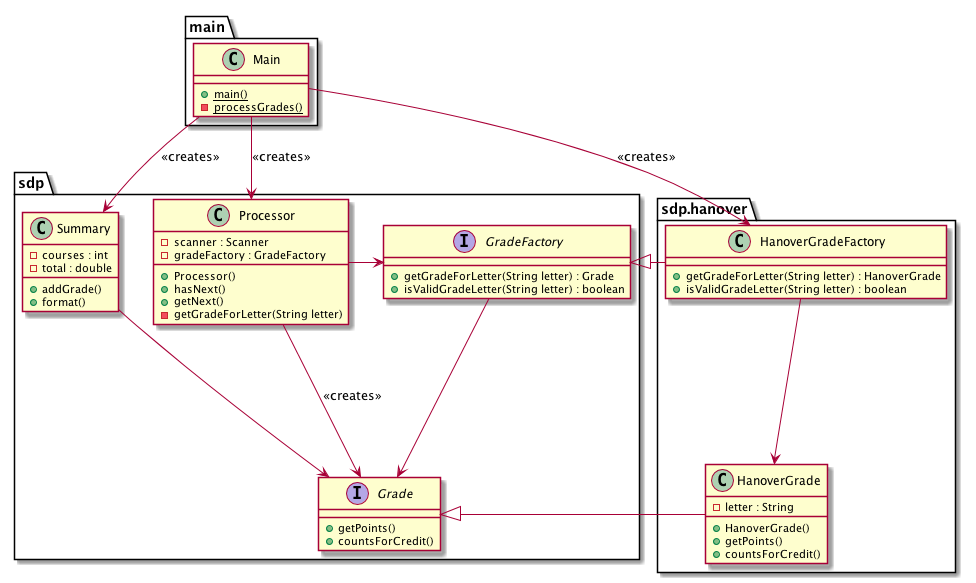 main
C Main
main()
processGrades()
«creates»
«creates»
«creates»
sdp
C Summary
courses : int
total : double
addGrade()
format()
C Processor
scanner : Scanner
gradeFactory : GradeFactory
Processor()
hasNext()
getNext()
getGradeForLetter(String letter)
I GradeFactory
getGradeForLetter(String letter) : Grade
isValidGradeLetter(String letter) : boolean
sdp.hanover
C HanoverGradeFactory
getGradeForLetter(String letter) : HanoverGrade
isValidGradeLetter(String letter) : boolean
«creates»
I Grade
getPoints()
countsForCredit()
C HanoverGrade
letter : String
HanoverGrade()
getPoints()
countsForCredit()